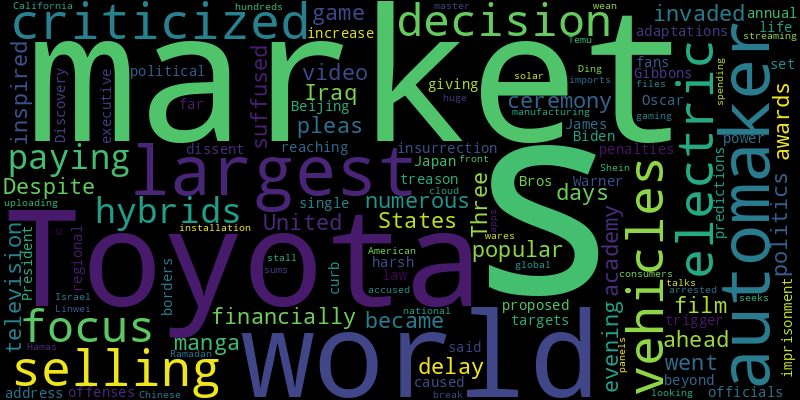 California
hundreds
master
wean
criticized
game
decision
invaded
annual
increase
Temu
adaptations
life
streaming
market
inspired
Discovery
political
executive
far
suffused
video
Iraq
Beijing
pleas
giving
solar
Ding
imports
fans
Gibbons
set
files
spending
ceremony
Oscar
huge
manufacturing
gaming
James
Biden
power
electric
automaker
awards
paying
largest
dissent
reaching
insurrection
Japan
front
penalties
Shein
predictions
Despite
treason
cloud
Three
Bros
Warner
days
uploading
hybrids
single
numerous
S
television
President
U
regional
Toyota
installation
United
States
apps
wares
popular
academy
vehicles
politics
borders
stall
sums
American
harsh
law
accused
curb
global
consumers
talks
arrested
seeks
imprisonment
Israel
Linwei
proposed
targets
film
trigger
focus
financially
became
national
evening
panels
ahead
Hamas
manga
Ramadan
world
said
delay
caused
break
went
beyond
looking
officials
selling
address
offenses
Chinese